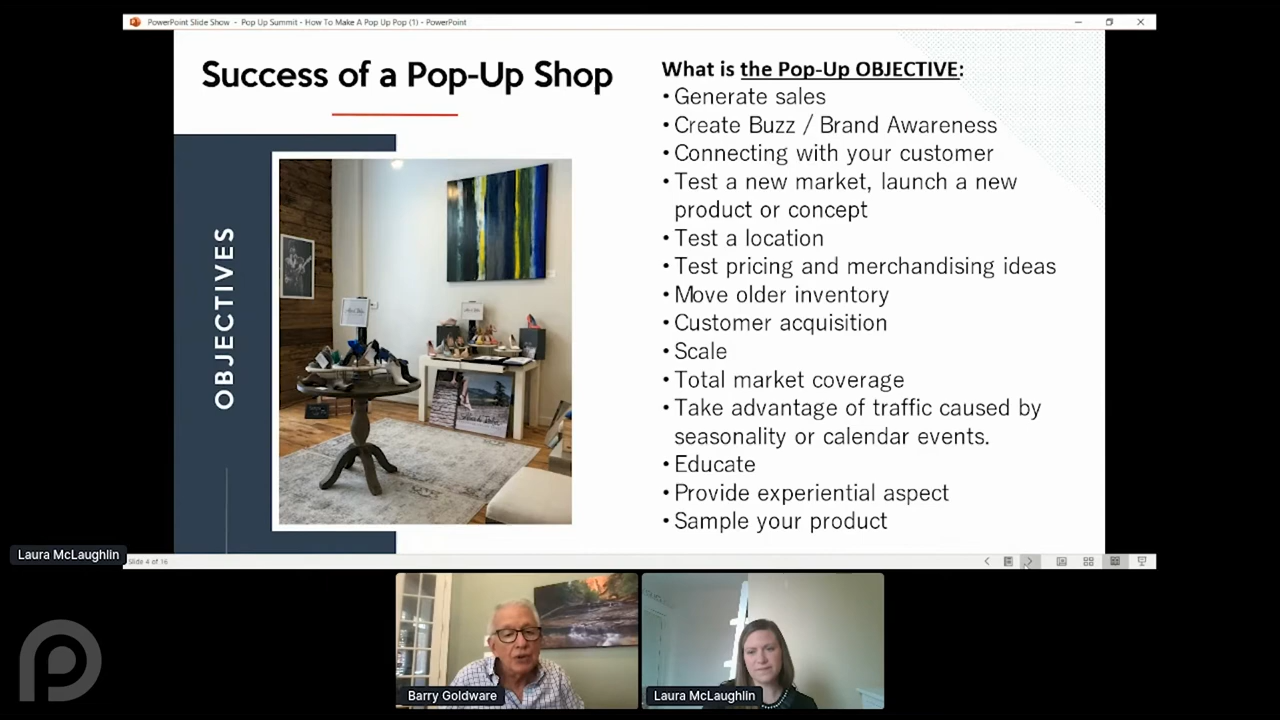 PowerPoint Slide Show - Pop Up Summit - How To Make A Pop Up Pop (1) - PowerPoint
Success of a Pop-Up Shop
OBJECTIVES
What is the Pop-Up OBJECTIVE:
• Generate sales
• Create Buzz / Brand Awareness
• Connecting with your customer
• Test a new market, launch a new
product or concept
• Test a location
• Test pricing and merchandising ideas
• Move older inventory
• Customer acquisition
• Scale
• Total market coverage
• Take advantage of traffic caused by
seasonality or calendar events.
• Educate
• Provide experiential aspect
• Sample your product
Laura McLaughlin
Slide 4 of 16
Barry Goldware
Laura McLaughlin